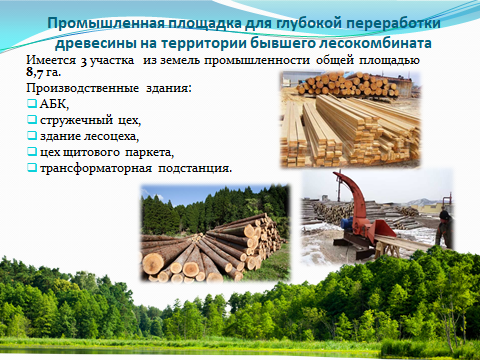 Промышленная площадка для глубокой переработки
древесины на территории бывшего лесокомбината
Имеется 3 участка из земель промышленности общей площадью
8,7 га.
Производственные здания:
АБК,
стружечный цех,
здание лесоцеха,
цех щитового паркета,
трансформаторная подстанция.